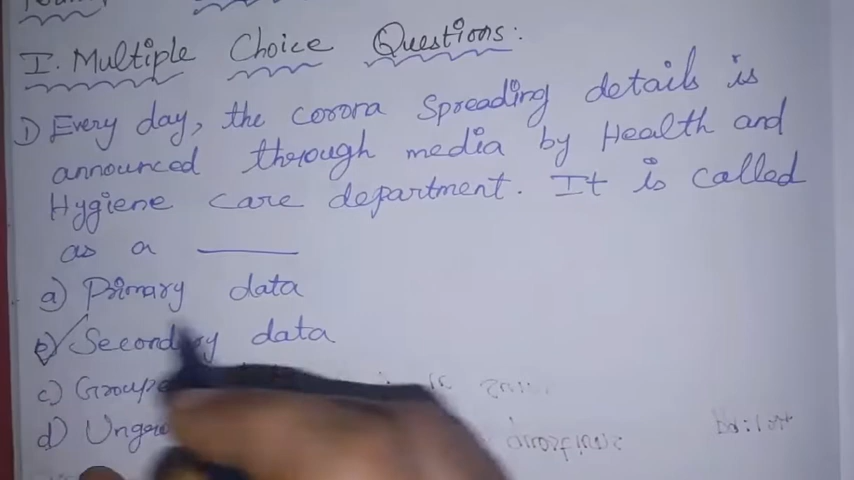 I. Multiple Choice Questions:
1) Every day, the corona spreading details is
announced through media by Health and
Hygiene care department. It is called
as a ______
a) Primary data
b) Secondary data
c)
d)